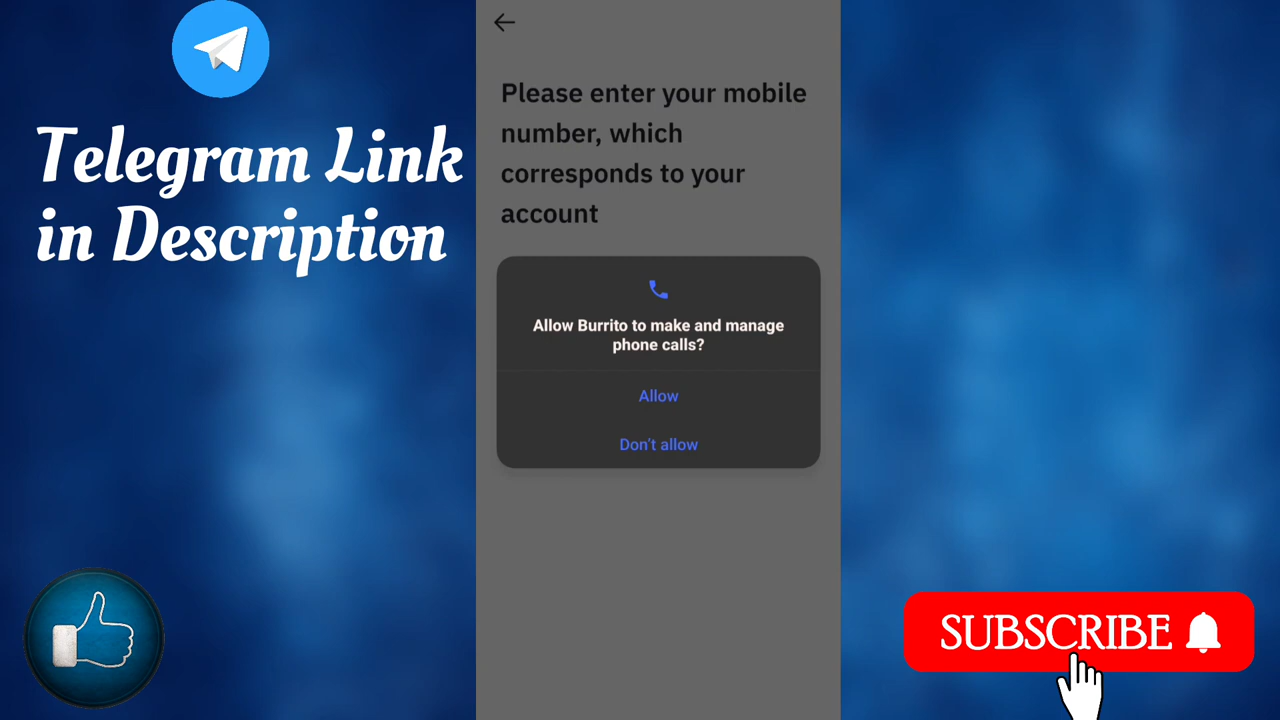 Telegram Link
in Description
Please enter your mobile
number, which
corresponds to your
account
Allow Burrito to make and manage
phone calls?
Allow
Don't allow
SUBSCRIBE